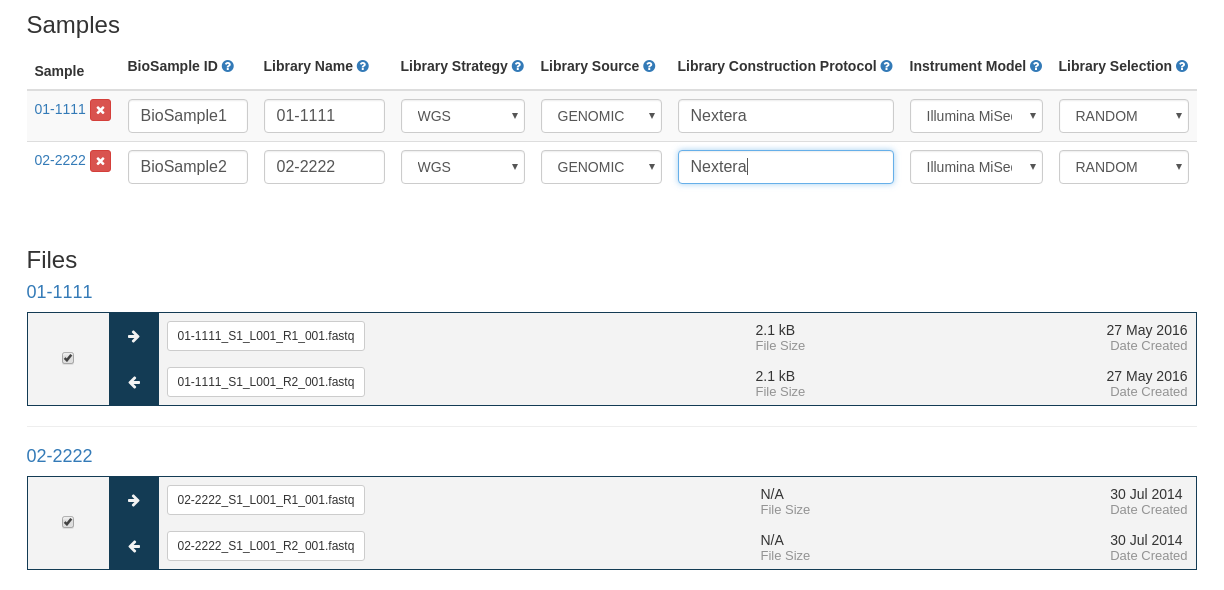 Samples
Sample BioSample ID ? Library Name ? Library Strategy ? Library Source ? Library Construction Protocol ? Instrument Model ? Library Selection ?
01-1111 BioSample1 01-1111 WGS GENOMIC Nextera Illumina MiSe RANDOM
02-2222 BioSample2 02-2222 WGS GENOMIC Nextera Illumina MiSe RANDOM
Files
01-1111
01-1111_S1_L001_R1_001.fastq 2.1 kB 27 May 2016
File Size Date Created
01-1111_S1_L001_R2_001.fastq 2.1 kB 27 May 2016
File Size Date Created
02-2222
02-2222_S1_L001_R1_001.fastq N/A 30 Jul 2014
File Size Date Created
02-2222_S1_L001_R2_001.fastq N/A 30 Jul 2014
File Size Date Created